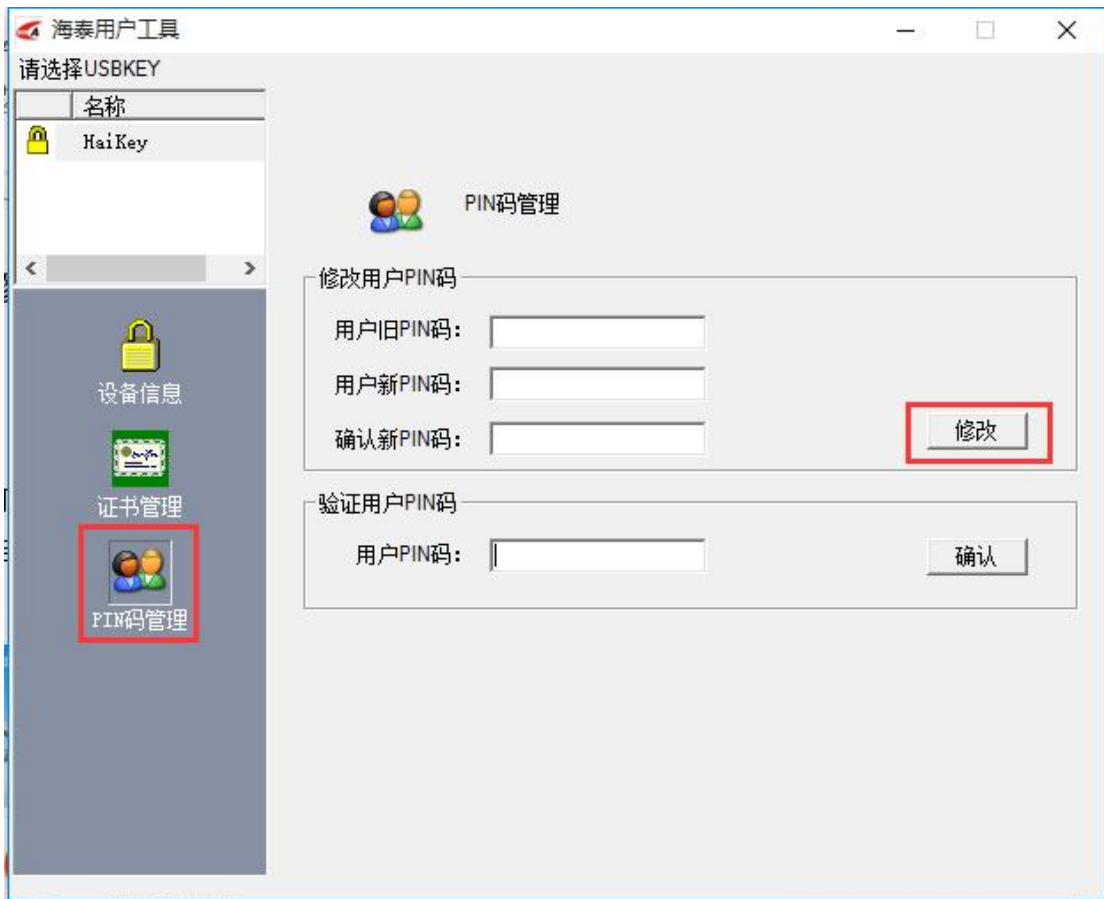 海泰用户工具
请选择USBKEY
名称
HaiKey
设备信息
证书管理
PIN码管理
PIN码管理
修改用户PIN码
用户旧PIN码：
用户新PIN码：
确认新PIN码：
修改
验证用户PIN码
用户PIN码：
确认